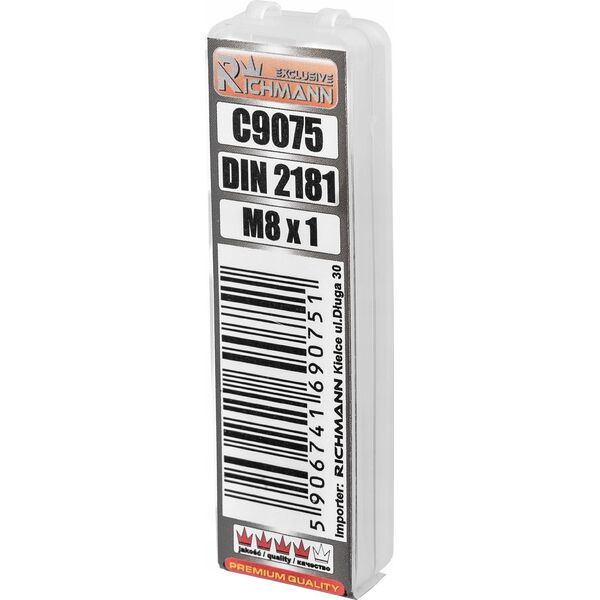 EXCLUSIVE
RICHMANN
C9075
DIN 2181
M8 x 1
5 906741 690751
Importer: RICHMANN Kielce ul.Długa 30
jakość / quality / качество
PREMIUM QUALITY